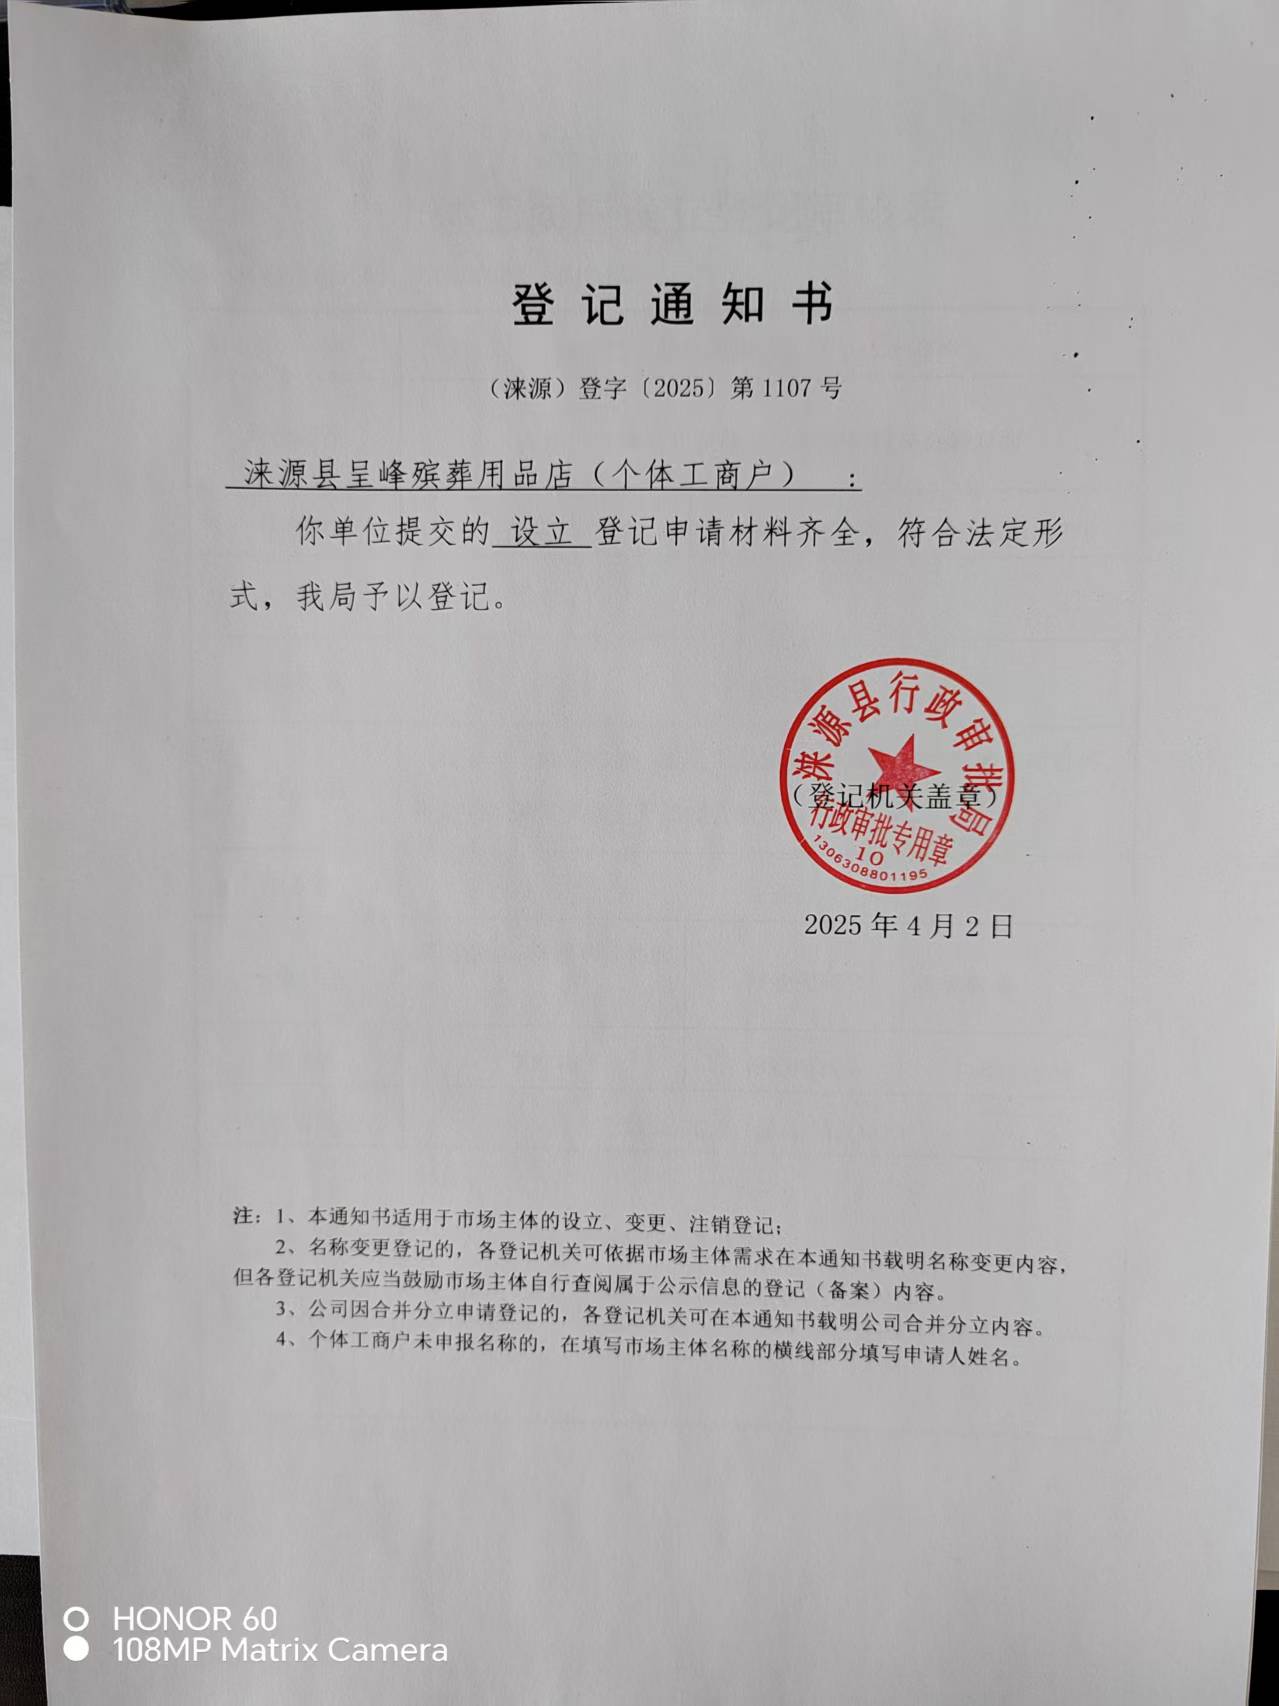 登记通知书
（涞源）登字〔2025〕第1107号
涞源县呈峰殡葬用品店（个体工商户）：
你单位提交的 设立 登记申请材料齐全，符合法定形
式，我局予以登记。
涞源县行政审批局
（登记机关盖章）
行政审批专用章
10
1306308801195
2025年4月2日
注：1、本通知书适用于市场主体的设立、变更、注销登记；
2、名称变更登记的，各登记机关可依据市场主体需求在本通知书载明名称变更内容，
但各登记机关应当鼓励市场主体自行查阅属于公示信息的登记（备案）内容。
3、公司因合并分立申请登记的，各登记机关可在本通知书载明公司合并分立内容。
4、个体工商户未申报名称的，在填写市场主体名称的横线部分填写申请人姓名。
HONOR 60
108MP Matrix Camera